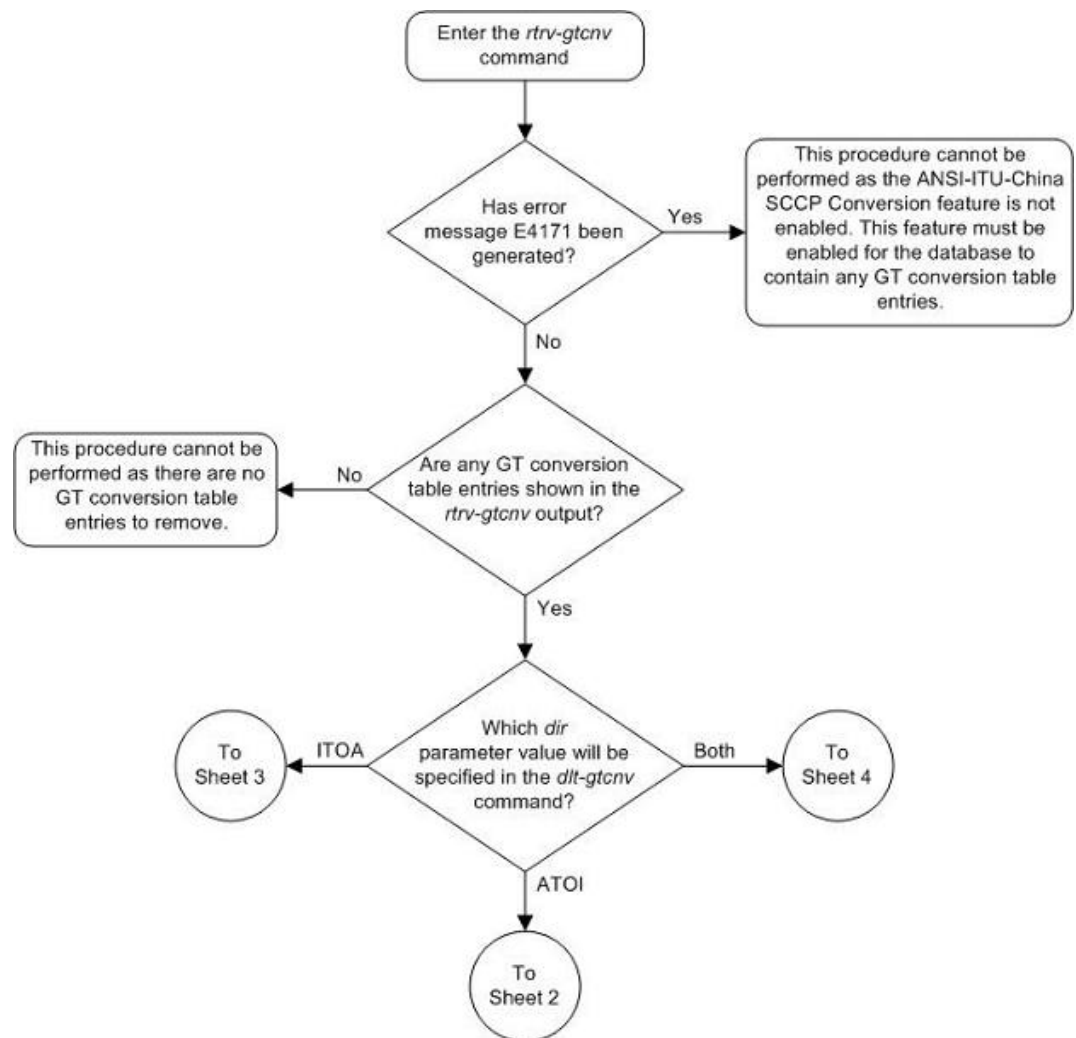 Enter the rtrv-gtcnv
command
Has error
message E4171 been
generated?
Yes
This procedure cannot be
performed as the ANSI-ITU-China
SCCP Conversion feature is not
enabled. This feature must be
enabled for the database to
contain any GT conversion table
entries.
No
Are any GT conversion
table entries shown in the
rtrv-gtcnv output?
No
This procedure cannot be
performed as there are no
GT conversion table
entries to remove.
Yes
Which dir
parameter value will be
specified in the dlt-gtcnv
command?
ITOA
To
Sheet 3
Both
To
Sheet 4
ATOI
To
Sheet 2